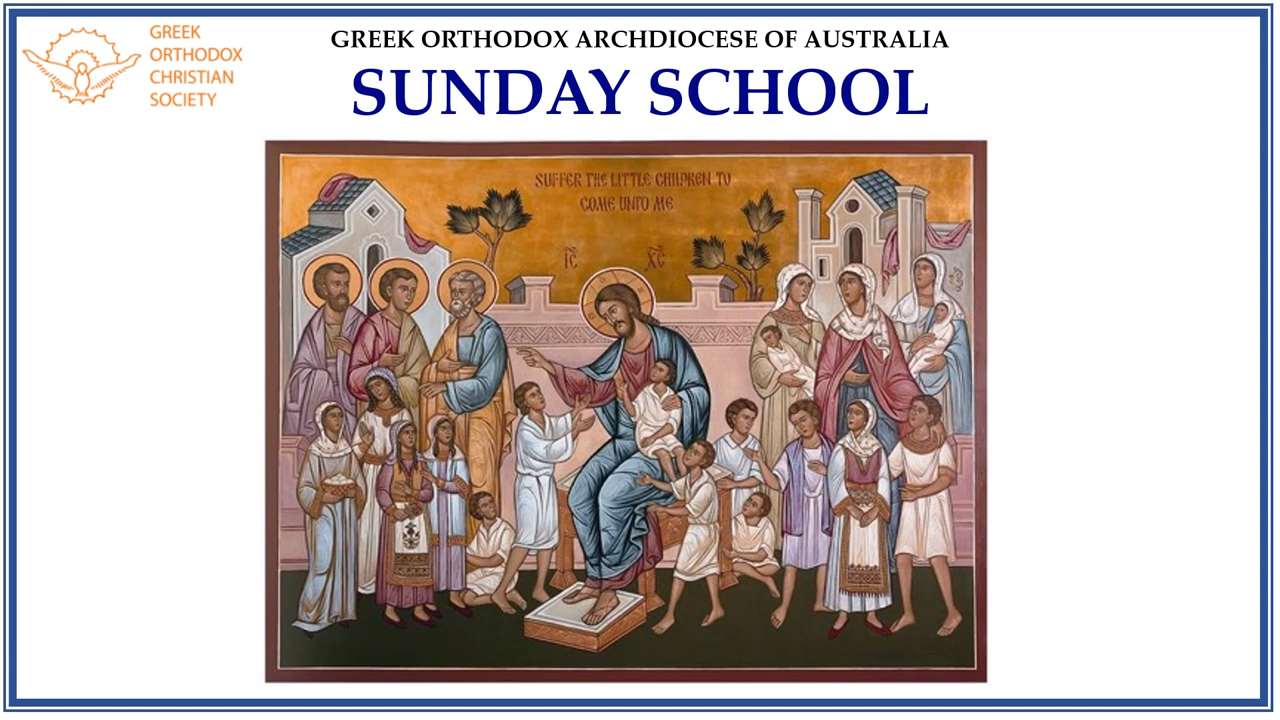 GREEK
ORTHODOX
CHRISTIAN
SOCIETY
GREEK ORTHODOX ARCHDIOCESE OF AUSTRALIA
SUNDAY SCHOOL
SUFFER THE LITTLE CHILDREN TO
COME UNTO ME
IC XC